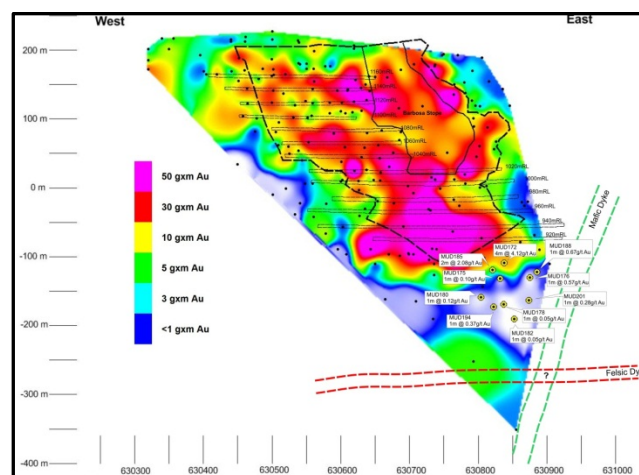 West
East
200 m
100 m
0 m
-100 m
-200 m
-300 m
-400 m
Barbosa Stope
1060mRL
1020mRL
960mRL
940mRL
920mRL
50 gxm Au
30 gxm Au
10 gxm Au
5 gxm Au
3 gxm Au
<1 gxm Au
MUD172
4m @ 4.12g/t Au
MUD188
1m @ 0.67g/t Au
MUD185
2m @ 2.08g/t Au
MUD175
1m @ 0.10g/t Au
MUD176
1m @ 0.57g/t Au
MUD180
1m @ 0.12g/t Au
MUD201
1m @ 0.28g/t Au
MUD194
1m @ 0.37g/t Au
MUD178
1m @ 0.05g/t Au
MUD182
1m @ 0.05g/t Au
Mafic Dyke
?
Felsic Dy
630300
630400
630500
630600
630700
630800
630900
631000